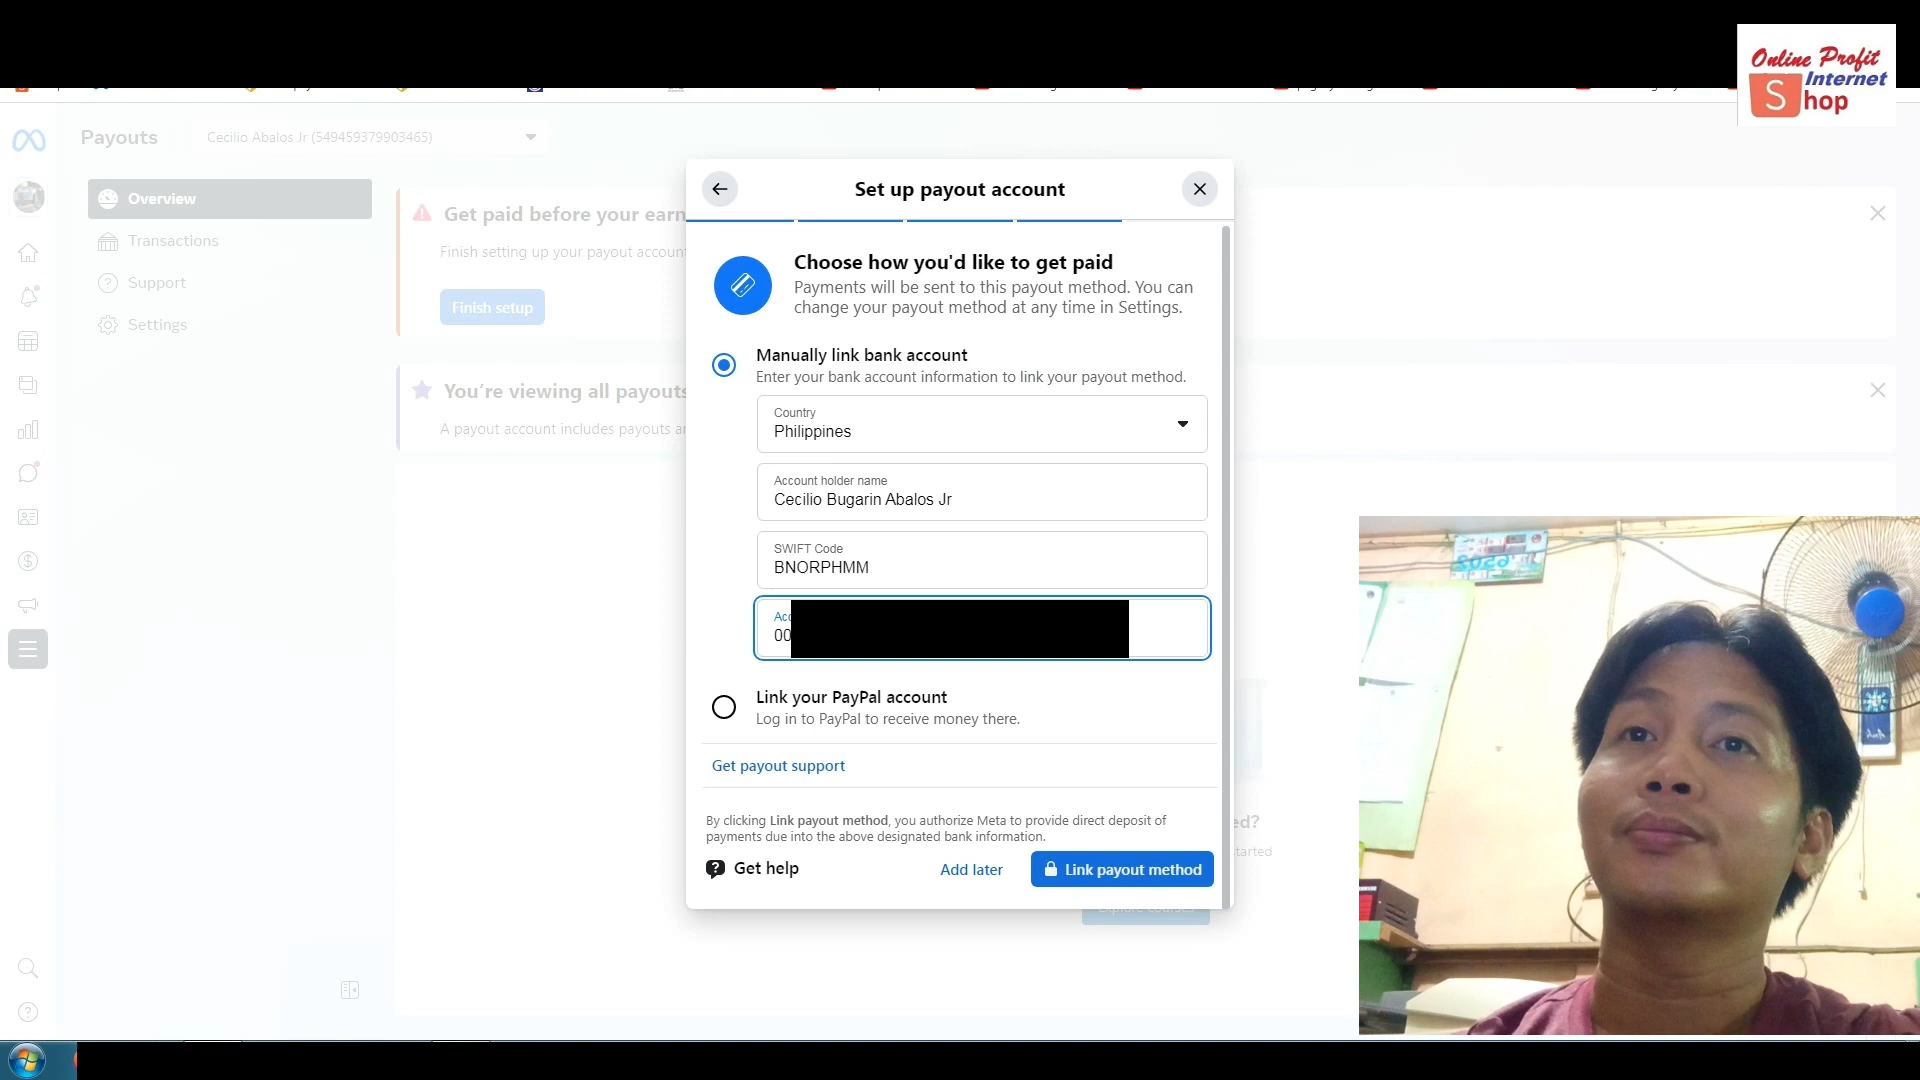 Online Profit
Internet
Shop
Payouts
Cecilio Abalos Jr (549459379903465)
Overview
Transactions
Support
Settings
Get paid before your earn
Finish setting up your payout accoun
Finish setup
You're viewing all payouts
A payout account includes payouts a
Set up payout account
Choose how you'd like to get paid
Payments will be sent to this payout method. You can
change your payout method at any time in Settings.
Manually link bank account
Enter your bank account information to link your payout method.
Country
Philippines
Account holder name
Cecilio Bugarin Abalos Jr
SWIFT Code
BNORPHMM
Acc
00
Link your PayPal account
Log in to PayPal to receive money there.
Get payout support
By clicking Link payout method, you authorize Meta to provide direct deposit of
payments due into the above designated bank information.
Get help
Add later
Link payout method
ed?
tarted
Explore courses